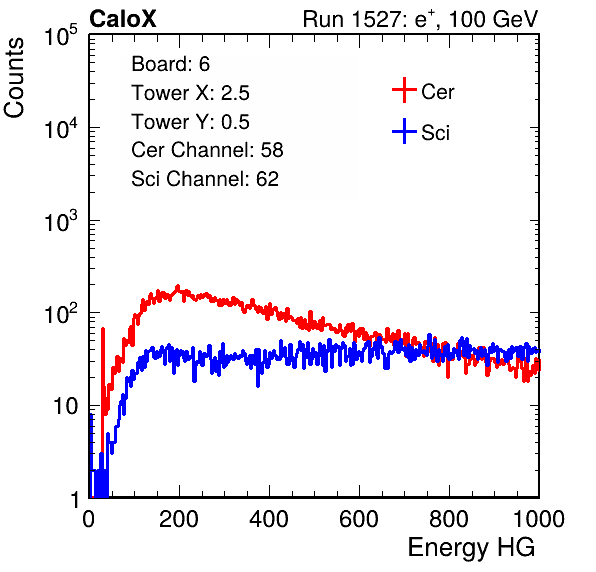 CaloX Run 1527: e⁺, 100 GeV
Board: 6
Tower X: 2.5
Tower Y: 0.5
Cer Channel: 58
Sci Channel: 62
Cer
Sci
Counts
10⁵
10⁴
10³
10²
10
1
0 200 400 600 800 1000
Energy HG